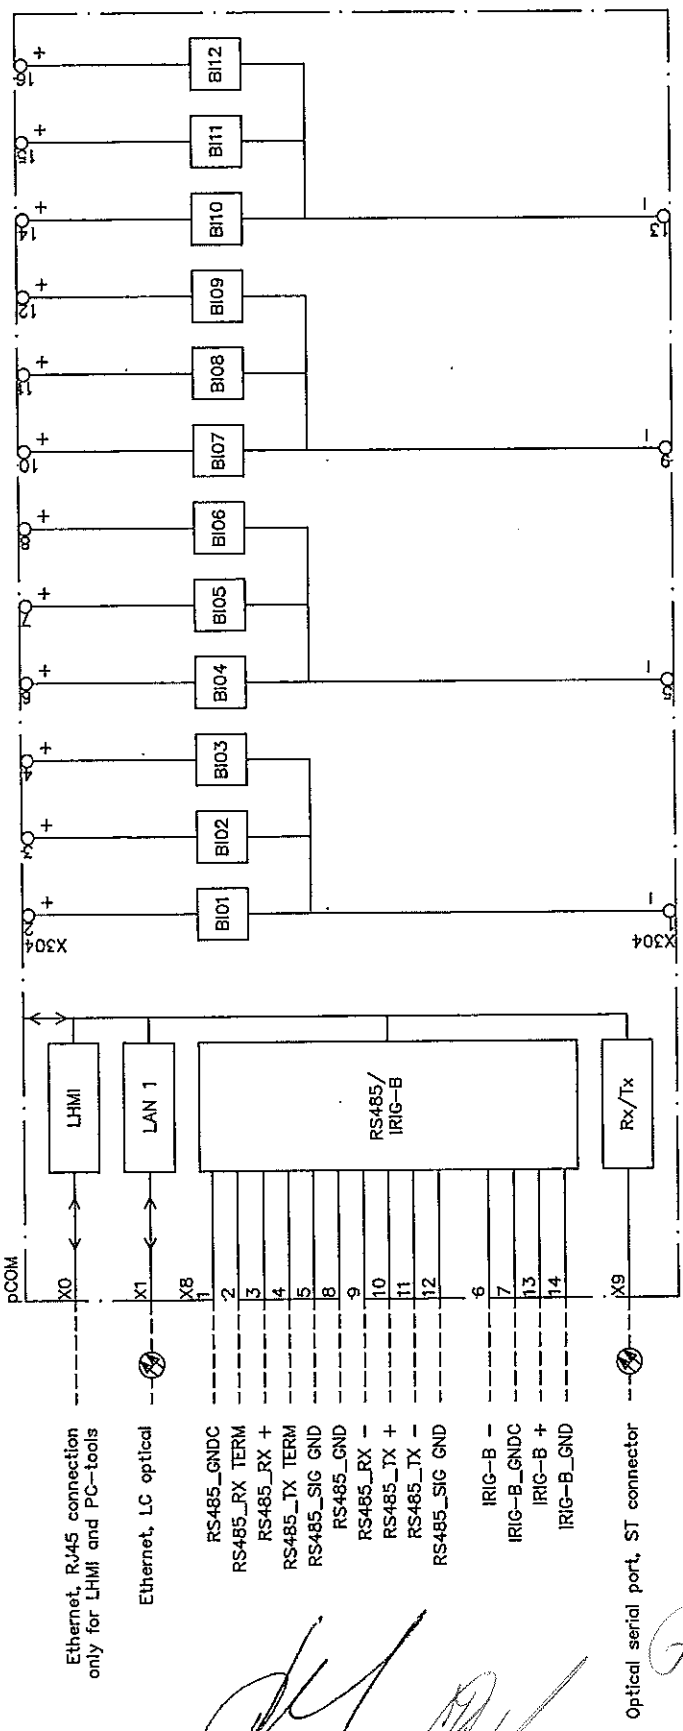 pCOM
Ethernet, RJ45 connection
only for LHMI and PC-tools
X0
LHMI
Ethernet, LC optical
X1
LAN 1
X8
RS485_GNDC
1
RS485_RX TERM
2
RS485_RX +
3
RS485_TX TERM
4
RS485_SIG GND
5
RS485_GND
8
RS485_RX -
9
RS485_TX +
10
RS485_TX -
11
RS485_SIG GND
12
IRIG-B -
6
IRIG-B_GNDC
7
IRIG-B +
13
IRIG-B_GND
14
RS485/
IRIG-B
Optical serial port, ST connector
X9
Rx/Tx
X304
X304
2 + BI01 - 1
3 + BI02
4 + BI03
6 + BI04 - 5
7 + BI05
8 + BI06
10 + BI07 - 9
11 + BI08
12 + BI09
14 + BI10 - 13
15 + BI11
16 + BI12